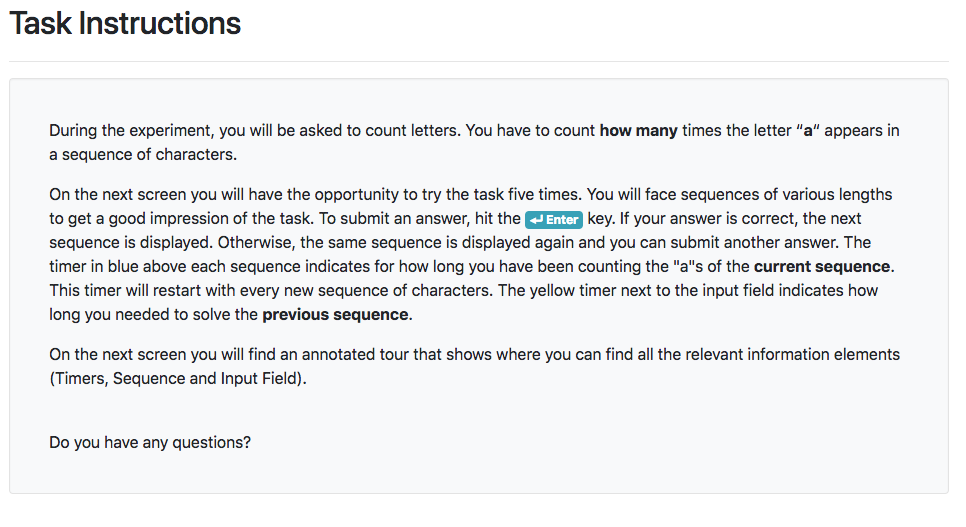 Task Instructions
During the experiment, you will be asked to count letters. You have to count how many times the letter "a" appears in
a sequence of characters.
On the next screen you will have the opportunity to try the task five times. You will face sequences of various lengths
to get a good impression of the task. To submit an answer, hit the ↵ Enter key. If your answer is correct, the next
sequence is displayed. Otherwise, the same sequence is displayed again and you can submit another answer. The
timer in blue above each sequence indicates for how long you have been counting the "a"s of the current sequence.
This timer will restart with every new sequence of characters. The yellow timer next to the input field indicates how
long you needed to solve the previous sequence.
On the next screen you will find an annotated tour that shows where you can find all the relevant information elements
(Timers, Sequence and Input Field).
Do you have any questions?